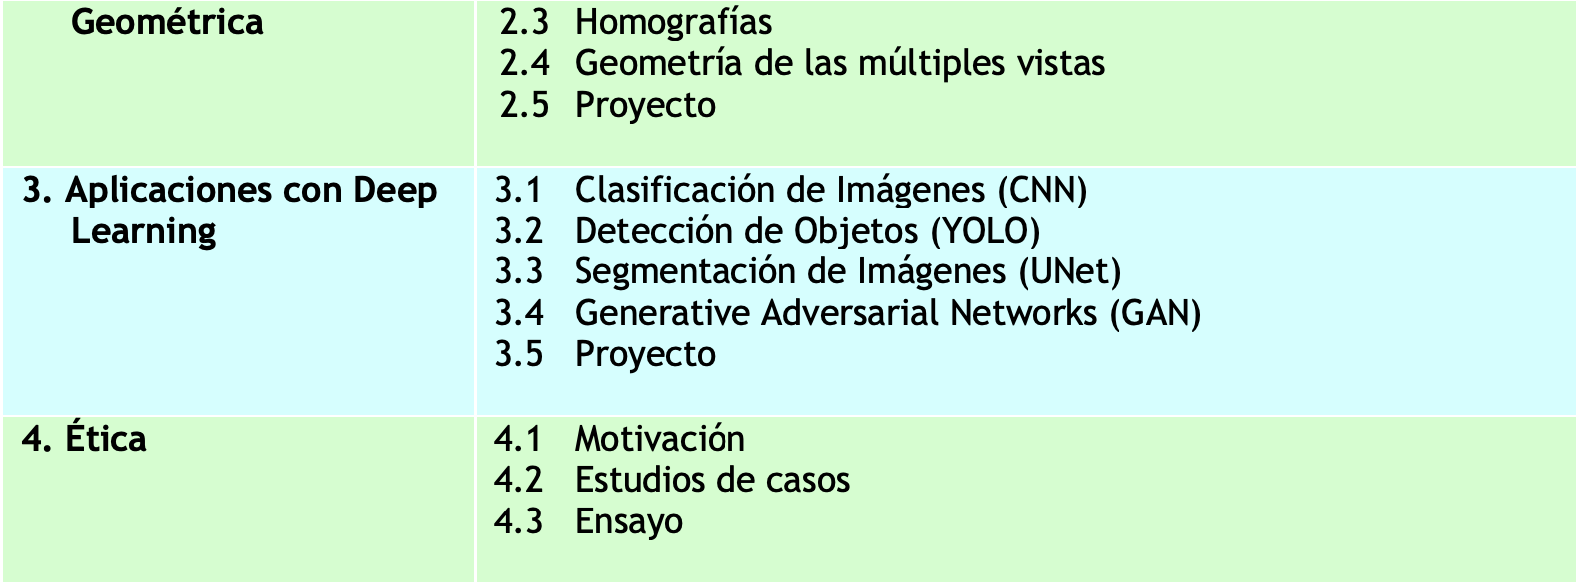 Geométrica
2.3 Homografías
2.4 Geometría de las múltiples vistas
2.5 Proyecto
3. Aplicaciones con Deep
Learning
3.1 Clasificación de Imágenes (CNN)
3.2 Detección de Objetos (YOLO)
3.3 Segmentación de Imágenes (UNet)
3.4 Generative Adversarial Networks (GAN)
3.5 Proyecto
4. Ética
4.1 Motivación
4.2 Estudios de casos
4.3 Ensayo